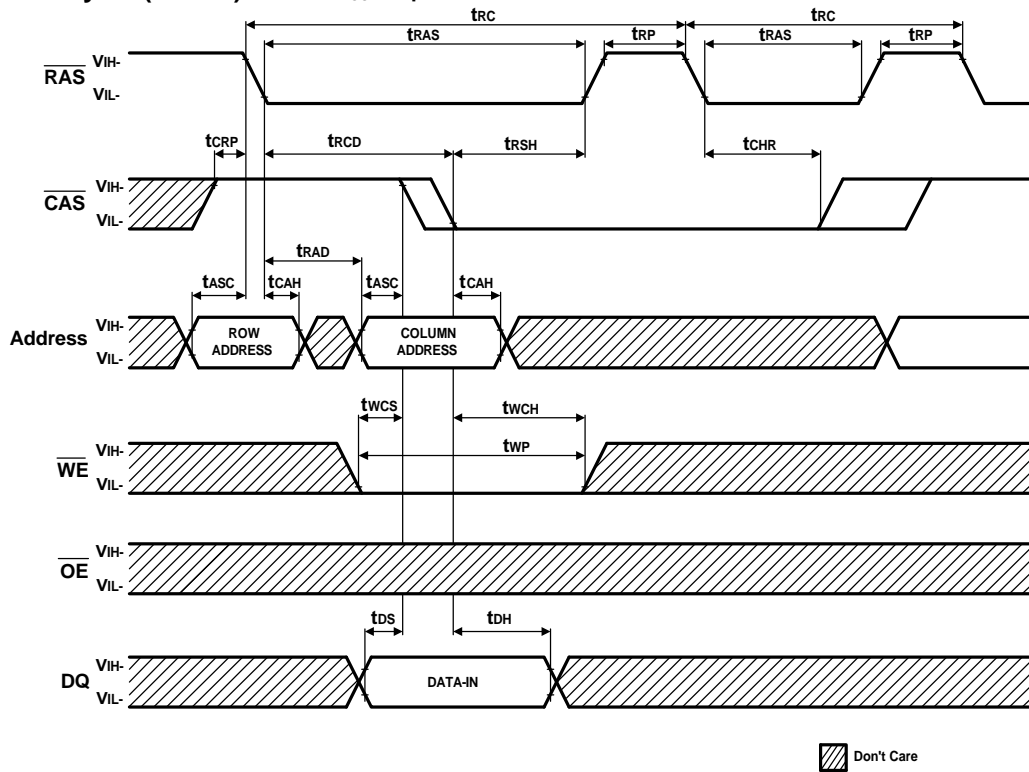 tRC tRC
tRAS tRP tRAS tRP
RAS VIH-
VIL-
tCRP tRCD tRSH tCHR
CAS VIH-
VIL-
tRAD
tASC tCAH tASC tCAH
Address VIH-
VIL-
ROW
ADDRESS
COLUMN
ADDRESS
tWCS tWCH
tWP
WE VIH-
VIL-
OE VIH-
VIL-
tDS tDH
DQ VIH-
VIL-
DATA-IN
Don't Care